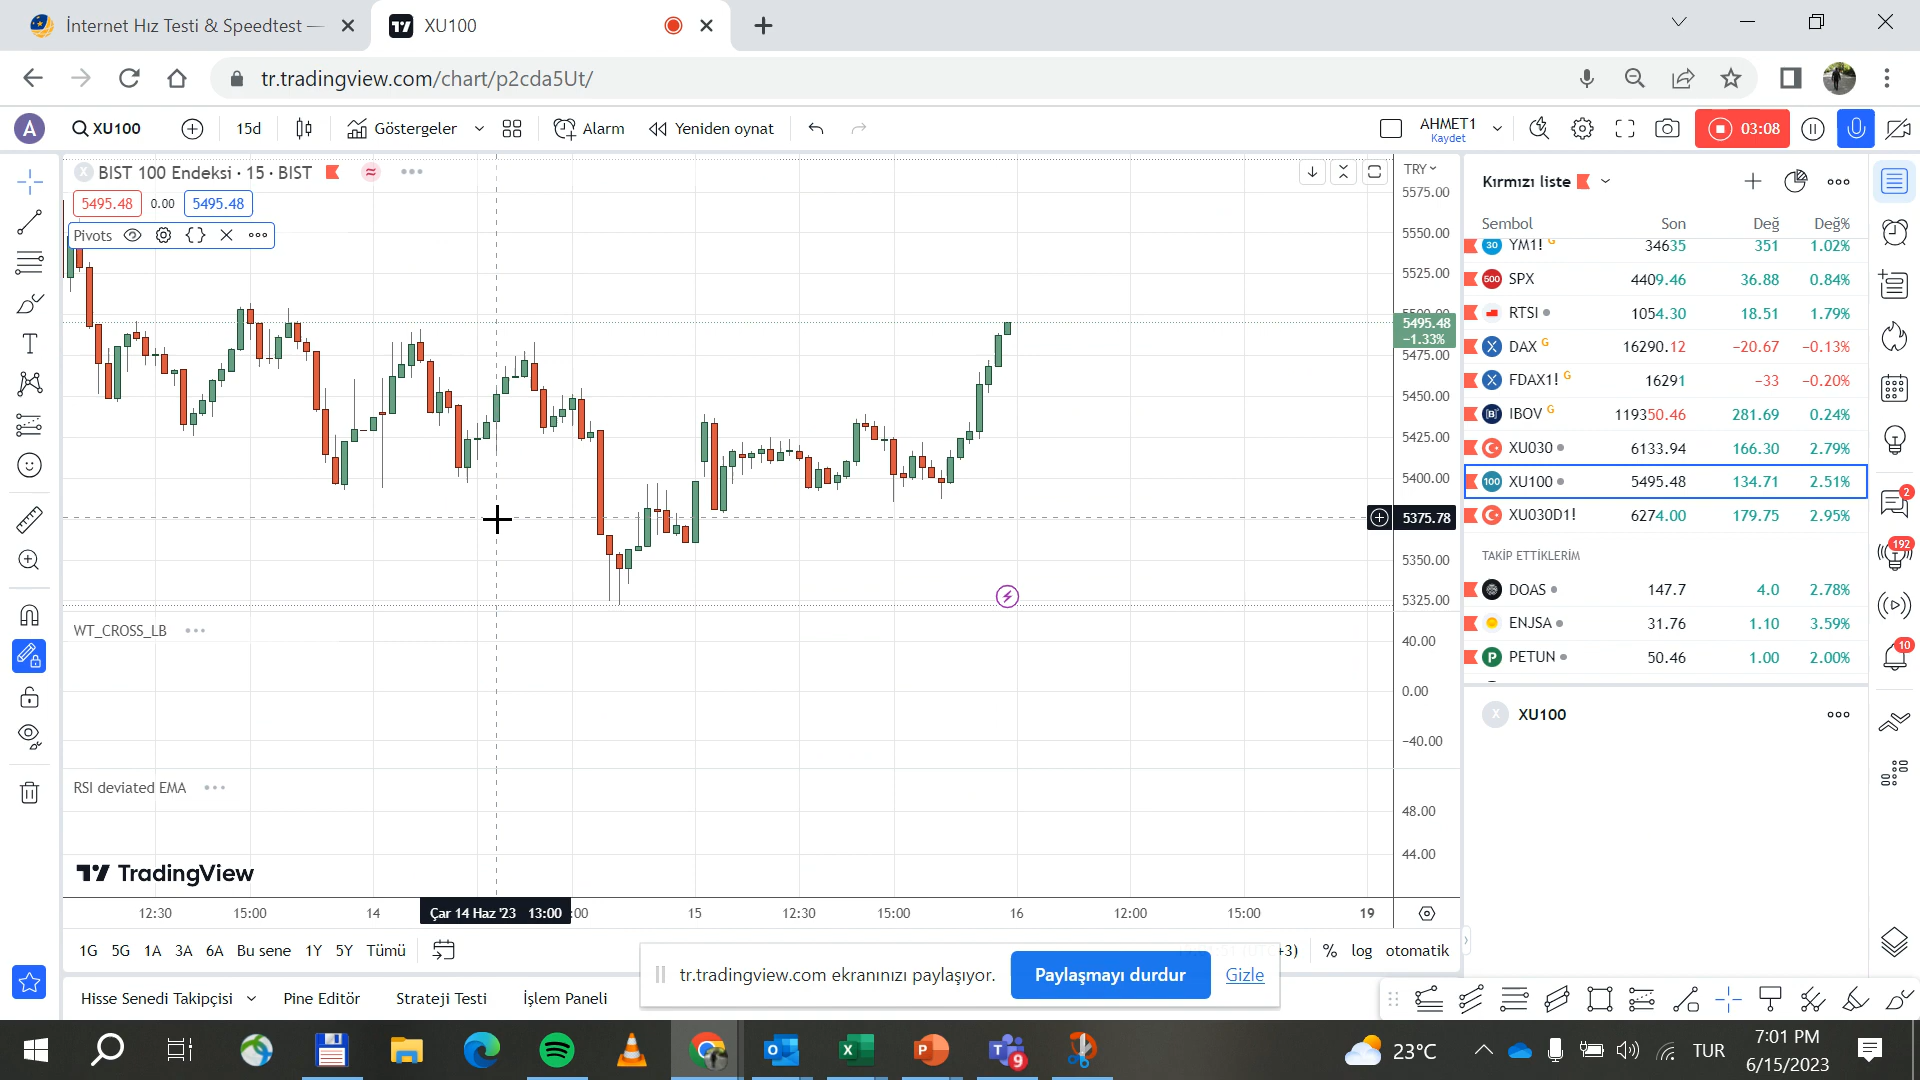 İnternet Hız Testi & Speedtest —
XU100
tr.tradingview.com/chart/p2cda5Ut/
A
XU100
15d
Göstergeler
Alarm
Yeniden oynat
AHMET1
Kaydet
03:08
BIST 100 Endeksi · 15 · BIST
5495.48 0.00 5495.48
Pivots
TRY
5575.00
5550.00
5525.00
5495.48
−1.33%
5475.00
5450.00
5425.00
5400.00
5375.78
5350.00
5325.00
WT_CROSS_LB
40.00
0.00
−40.00
RSI deviated EMA
48.00
44.00
TradingView
12:30 15:00 14 Çar 14 Haz '23 13:00 :00 15 12:30 15:00 16 12:00 15:00 19
1G 5G 1A 3A 6A Bu sene 1Y 5Y Tümü
+3) % log otomatik
Hisse Senedi Takipçisi Pine Editör Strateji Testi İşlem Paneli
tr.tradingview.com ekranınızı paylaşıyor. Paylaşmayı durdur Gizle
Kırmızı liste
Sembol Son Değ Değ%
30 YM1! G 34635 351 1.02%
500 SPX 4409.46 36.88 0.84%
RTSI 1054.30 18.51 1.79%
X DAX G 16290.12 −20.67 −0.13%
X FDAX1! G 16291 −33 −0.20%
IBOV G 119350.46 281.69 0.24%
XU030 6133.94 166.30 2.79%
100 XU100 5495.48 134.71 2.51%
XU030D1! 6274.00 179.75 2.95%
TAKİP ETTİKLERİM
DOAS 147.7 4.0 2.78%
ENJSA 31.76 1.10 3.59%
P PETUN 50.46 1.00 2.00%
X XU100
2
192
10
9
23°C
TUR
7:01 PM
6/15/2023